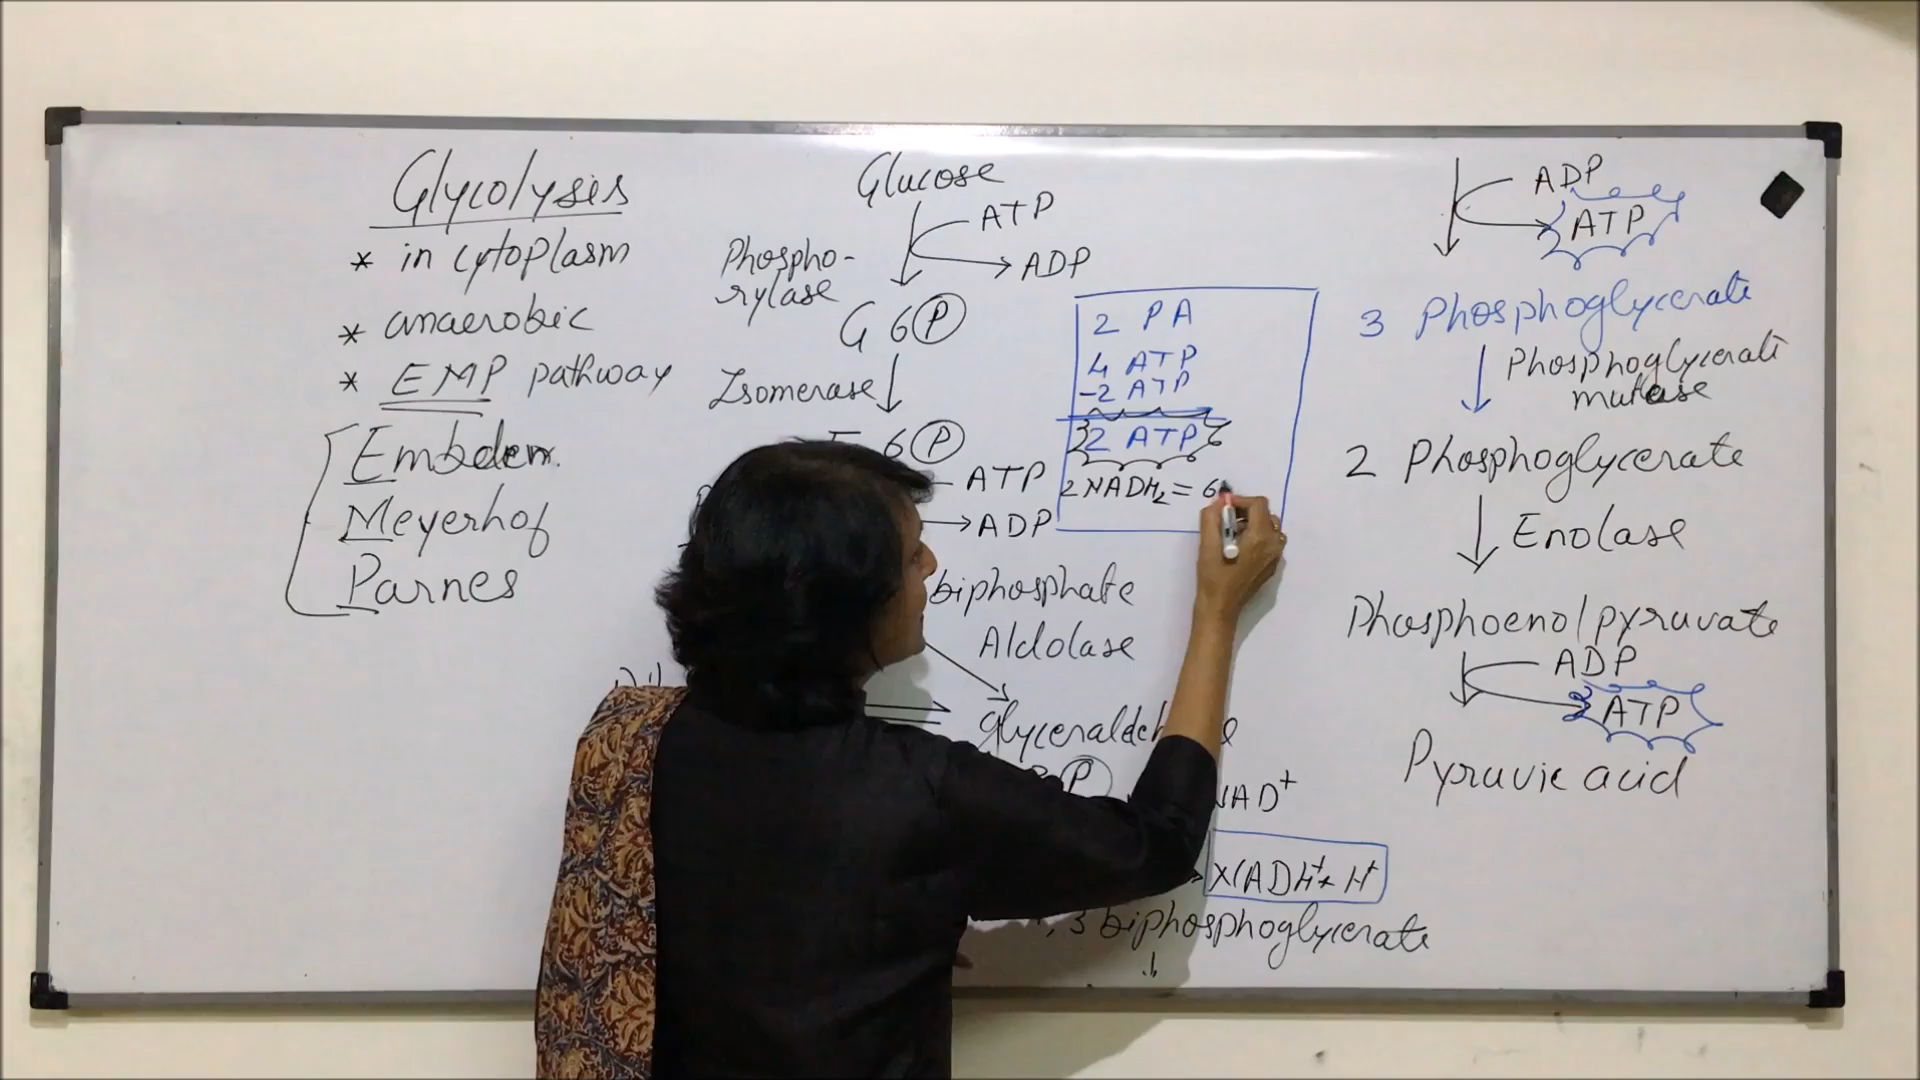 Glycolysis
* in cytoplasm
* anaerobic
* EMP pathway
Embden.
Meyerhof
Parnes
Glucose
ATP
ADP
Phospho-
rylase
G 6 P
Isomerase
6 P
ATP
ADP
biphosphate
Aldolase
P
NAD+
3 biphosphoglycerate
2 PA
4 ATP
-2 ATP
2 ATP
2 NADH2 = 6
ADP
ATP
3 Phosphoglycerate
Phosphoglycerate
mutase
2 Phosphoglycerate
Enolase
Phosphoenolpyruvate
ADP
ATP
Pyruvic acid